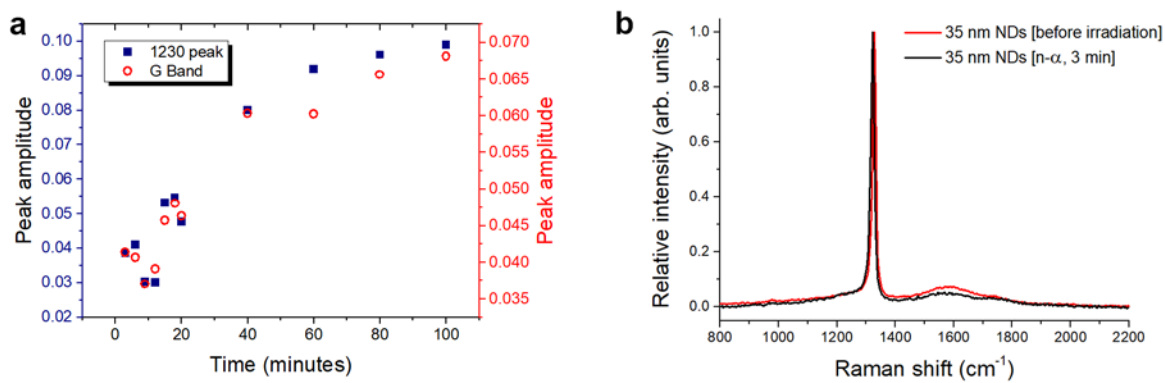 a
1230 peak
G Band
Peak amplitude
0.10
0.09
0.08
0.07
0.06
0.05
0.04
0.03
0.02
0.070
0.065
0.060
0.055
0.050
0.045
0.040
0.035
Peak amplitude
0 20 40 60 80 100
Time (minutes)
b
35 nm NDs [before irradiation]
35 nm NDs [n-α, 3 min]
Relative intensity (arb. units)
1.0
0.8
0.6
0.4
0.2
0.0
800 1000 1200 1400 1600 1800 2000 2200
Raman shift (cm⁻¹)